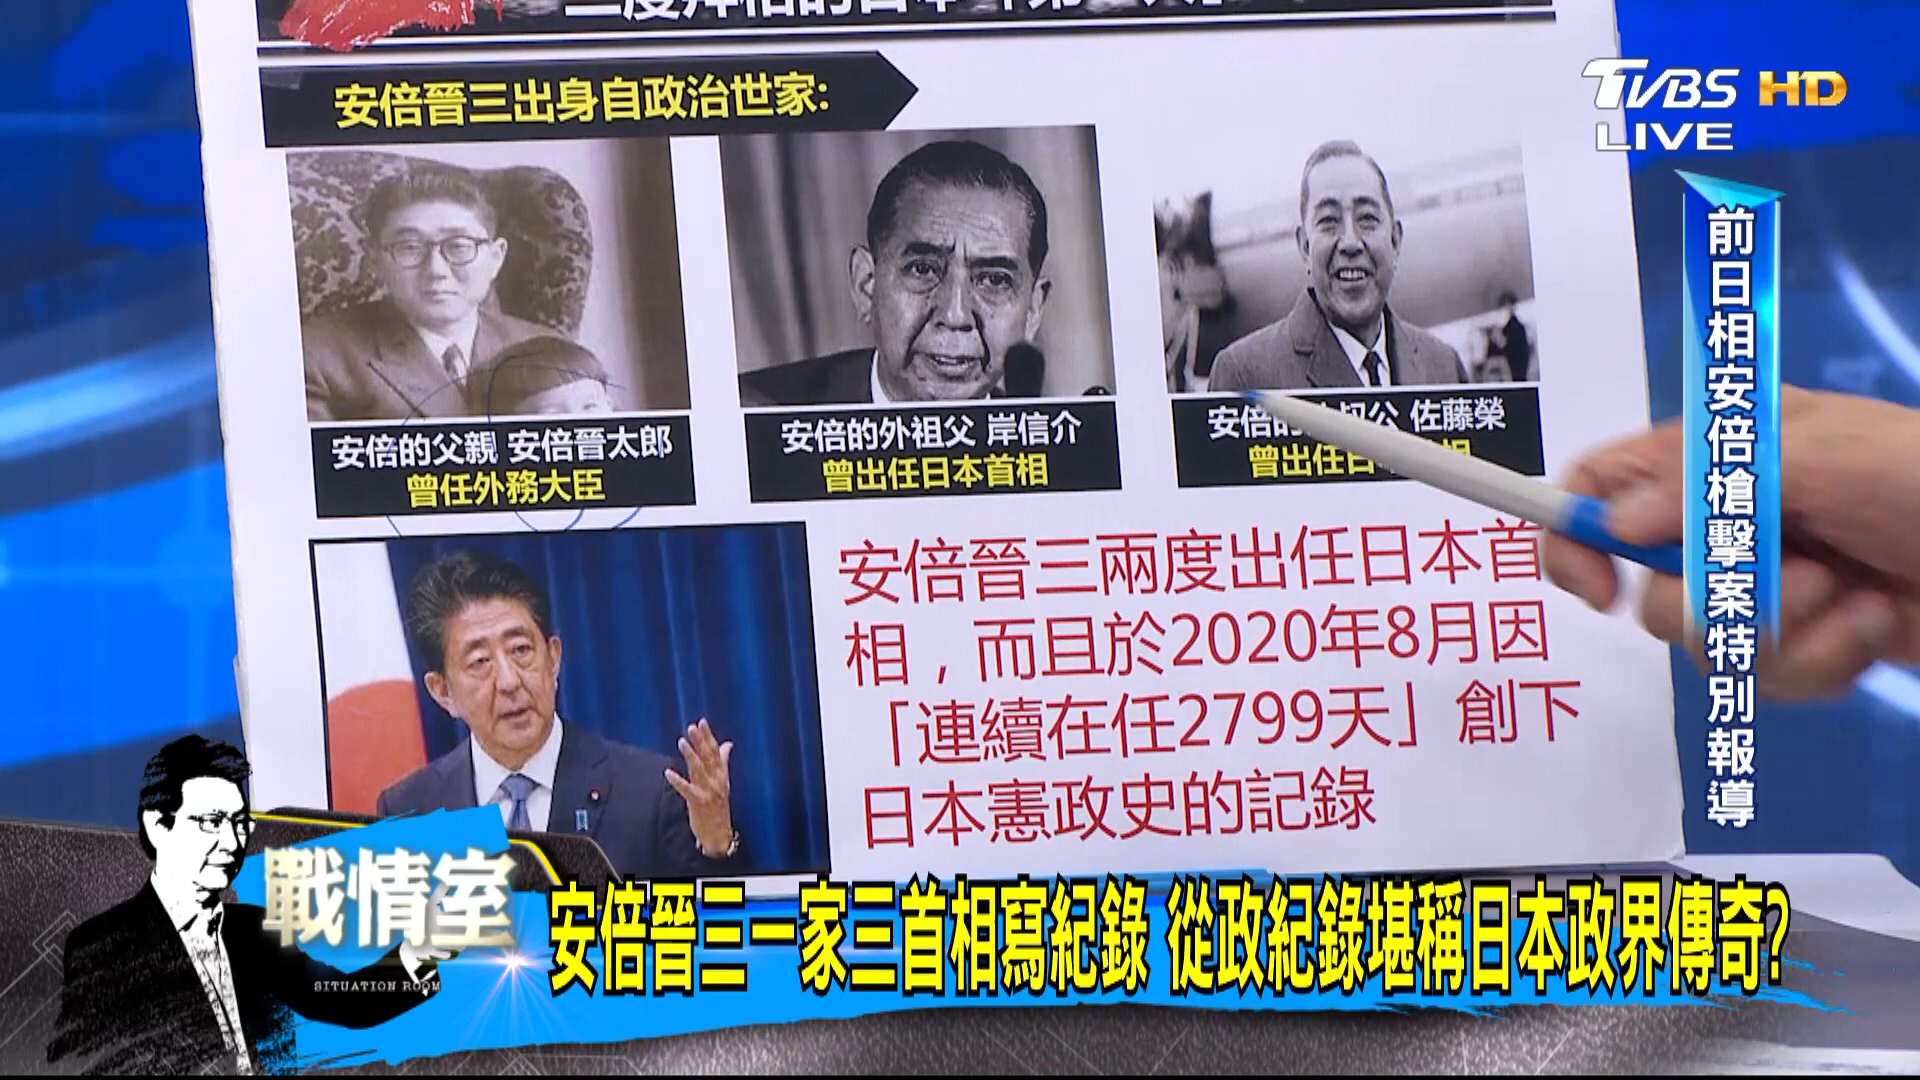 安倍晉三出身自政治世家:
安倍的父親 安倍晉太郎
曾任外務大臣
安倍的外祖父 岸信介
曾出任日本首相
安倍的 叔公 佐藤榮
曾出任日 相
安倍晉三兩度出任日本首
相，而且於2020年8月因
「連續在任2799天」創下
日本憲政史的記錄
TVBS HD
LIVE
前日相安倍槍擊案特別報導
戰情室
SITUATION ROOM
安倍晉三一家三首相寫紀錄 從政紀錄堪稱日本政界傳奇?